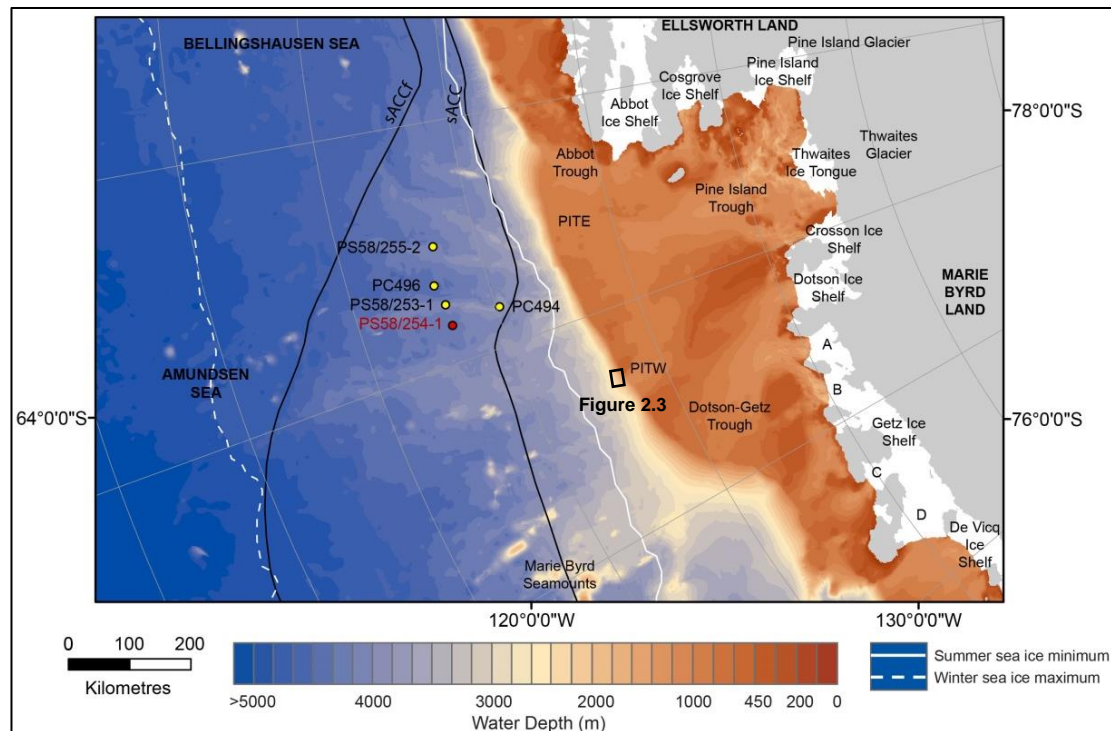 ELLSWORTH LAND
BELLINGSHAUSEN SEA
Pine Island Glacier
Pine Island
Ice Shelf
Cosgrove
Ice Shelf
Abbot
Ice Shelf
sACCf
sACC
78°0'0"S
Thwaites
Glacier
Abbot
Trough
Thwaites
Ice Tongue
Pine Island
Trough
PITE
Crosson Ice
Shelf
PS58/255-2
PC496
PS58/253-1
PC494
PS58/254-1
Dotson Ice
Shelf
MARIE
BYRD
LAND
A
AMUNDSEN
SEA
PITW
B
Figure 2.3
Dotson-Getz
Trough
64°0'0"S
76°0'0"S
Getz Ice
Shelf
C
D
De Vicq
Ice
Shelf
Marie Byrd
Seamounts
120°0'0"W
130°0'0"W
0 100 200
Kilometres
>5000 4000 3000 2000 1000 450 200 0
Water Depth (m)
Summer sea ice minimum
Winter sea ice maximum